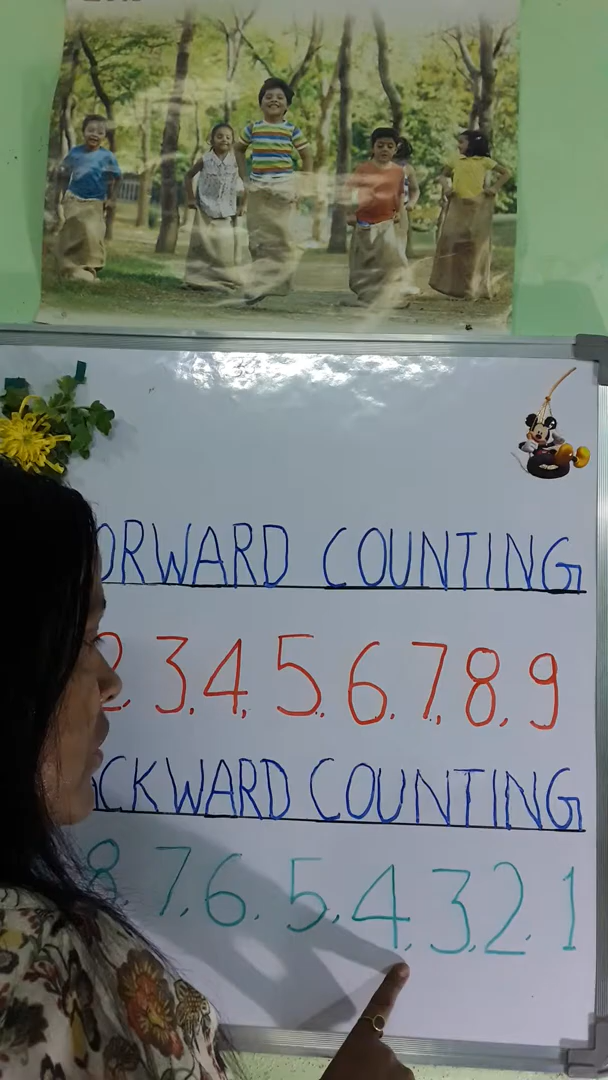 ORWARD COUNTING
2, 3, 4, 5, 6, 7, 8, 9
ACKWARD COUNTING
8, 7, 6, 5, 4, 3, 2, 1